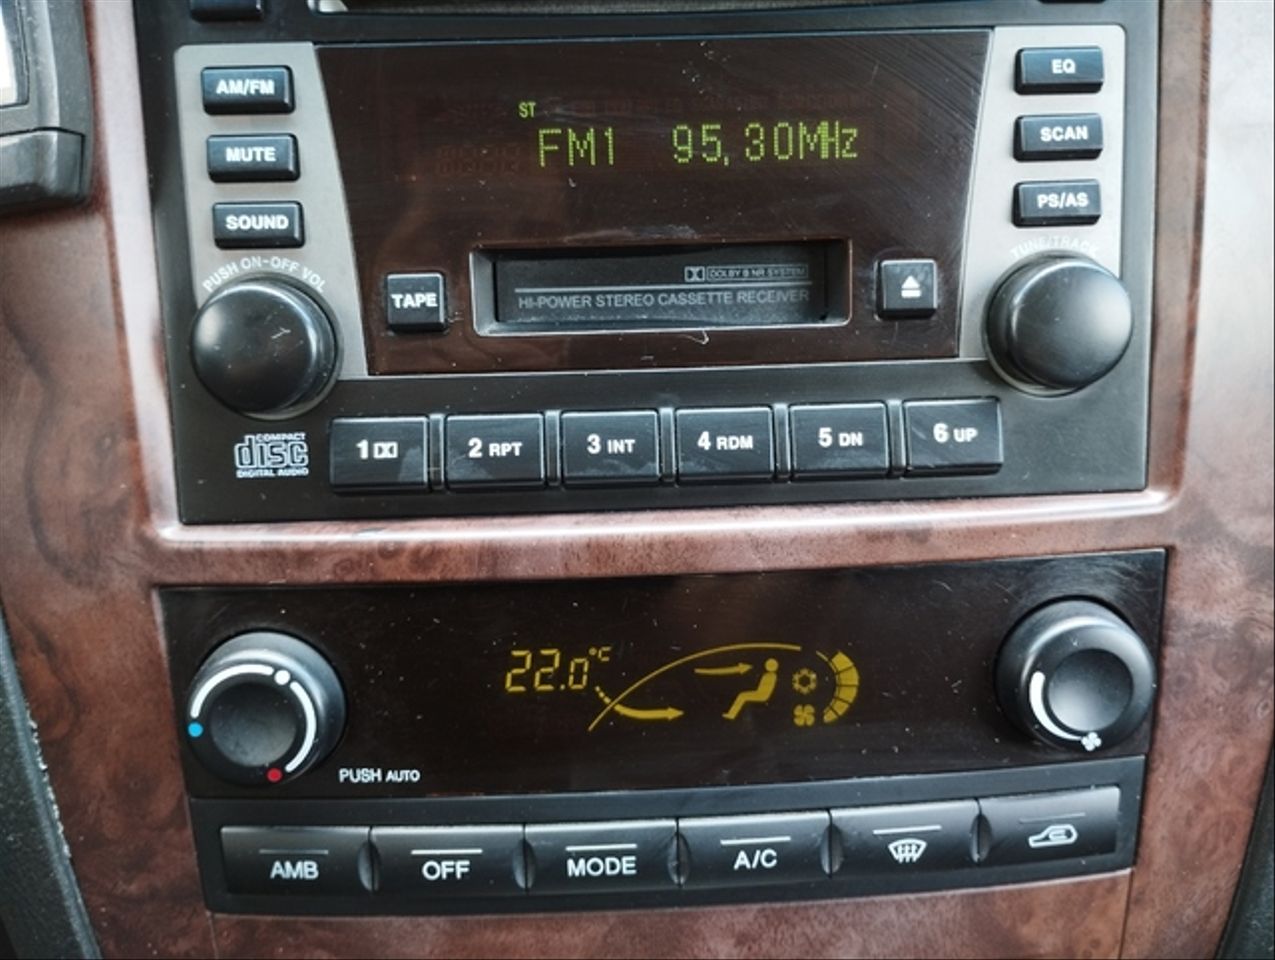 AM/FM
MUTE
SOUND
PUSH ON-OFF VOL
ST
FM1 95,30MHz
EQ
SCAN
PS/AS
TUNE/TRACK
TAPE
DOLBY B NR SYSTEM
HI-POWER STEREO CASSETTE RECEIVER
COMPACT
disc
DIGITAL AUDIO
1
2 RPT
3 INT
4 RDM
5 DN
6 UP
22.0°C
PUSH AUTO
AMB
OFF
MODE
A/C